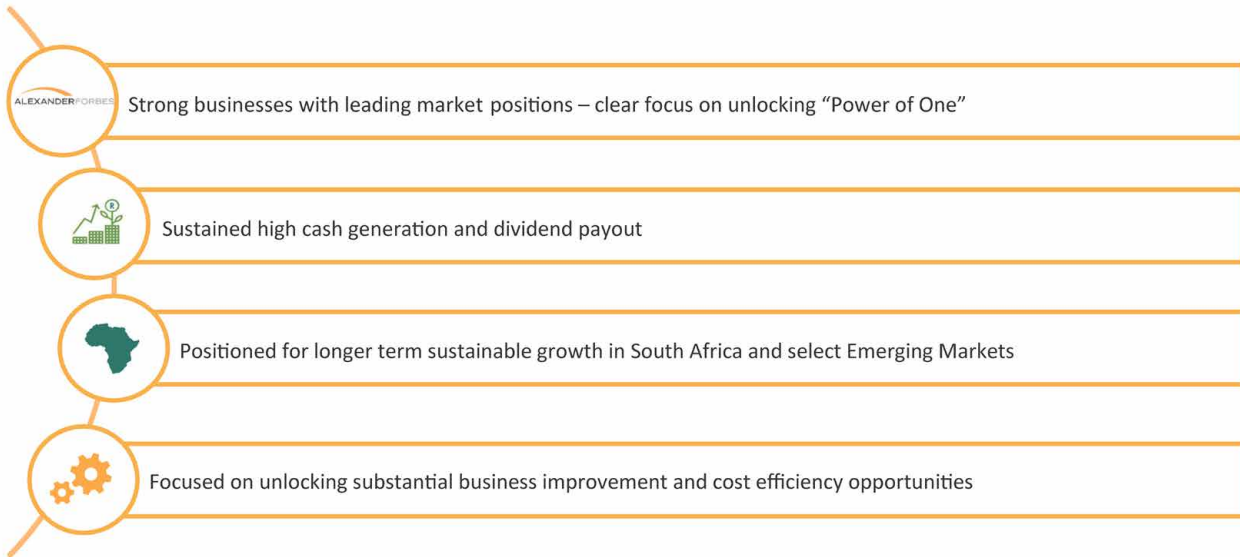 ALEXANDERFORBES
Strong businesses with leading market positions – clear focus on unlocking “Power of One”
R
Sustained high cash generation and dividend payout
Positioned for longer term sustainable growth in South Africa and select Emerging Markets
Focused on unlocking substantial business improvement and cost efficiency opportunities